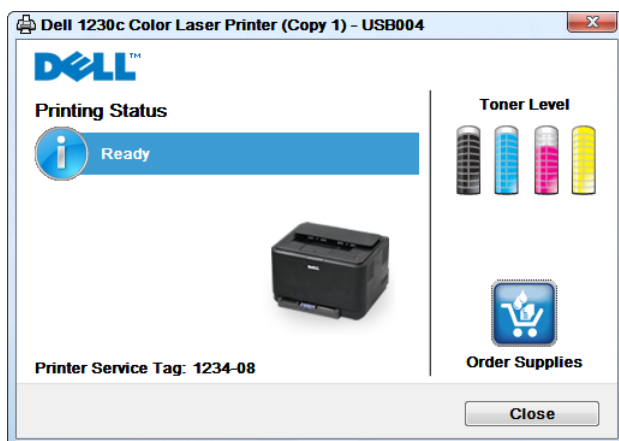 Dell 1230c Color Laser Printer (Copy 1) - USB004
DELL™
Printing Status
Ready
Toner Level
DELL
Order Supplies
Printer Service Tag: 1234-08
Close